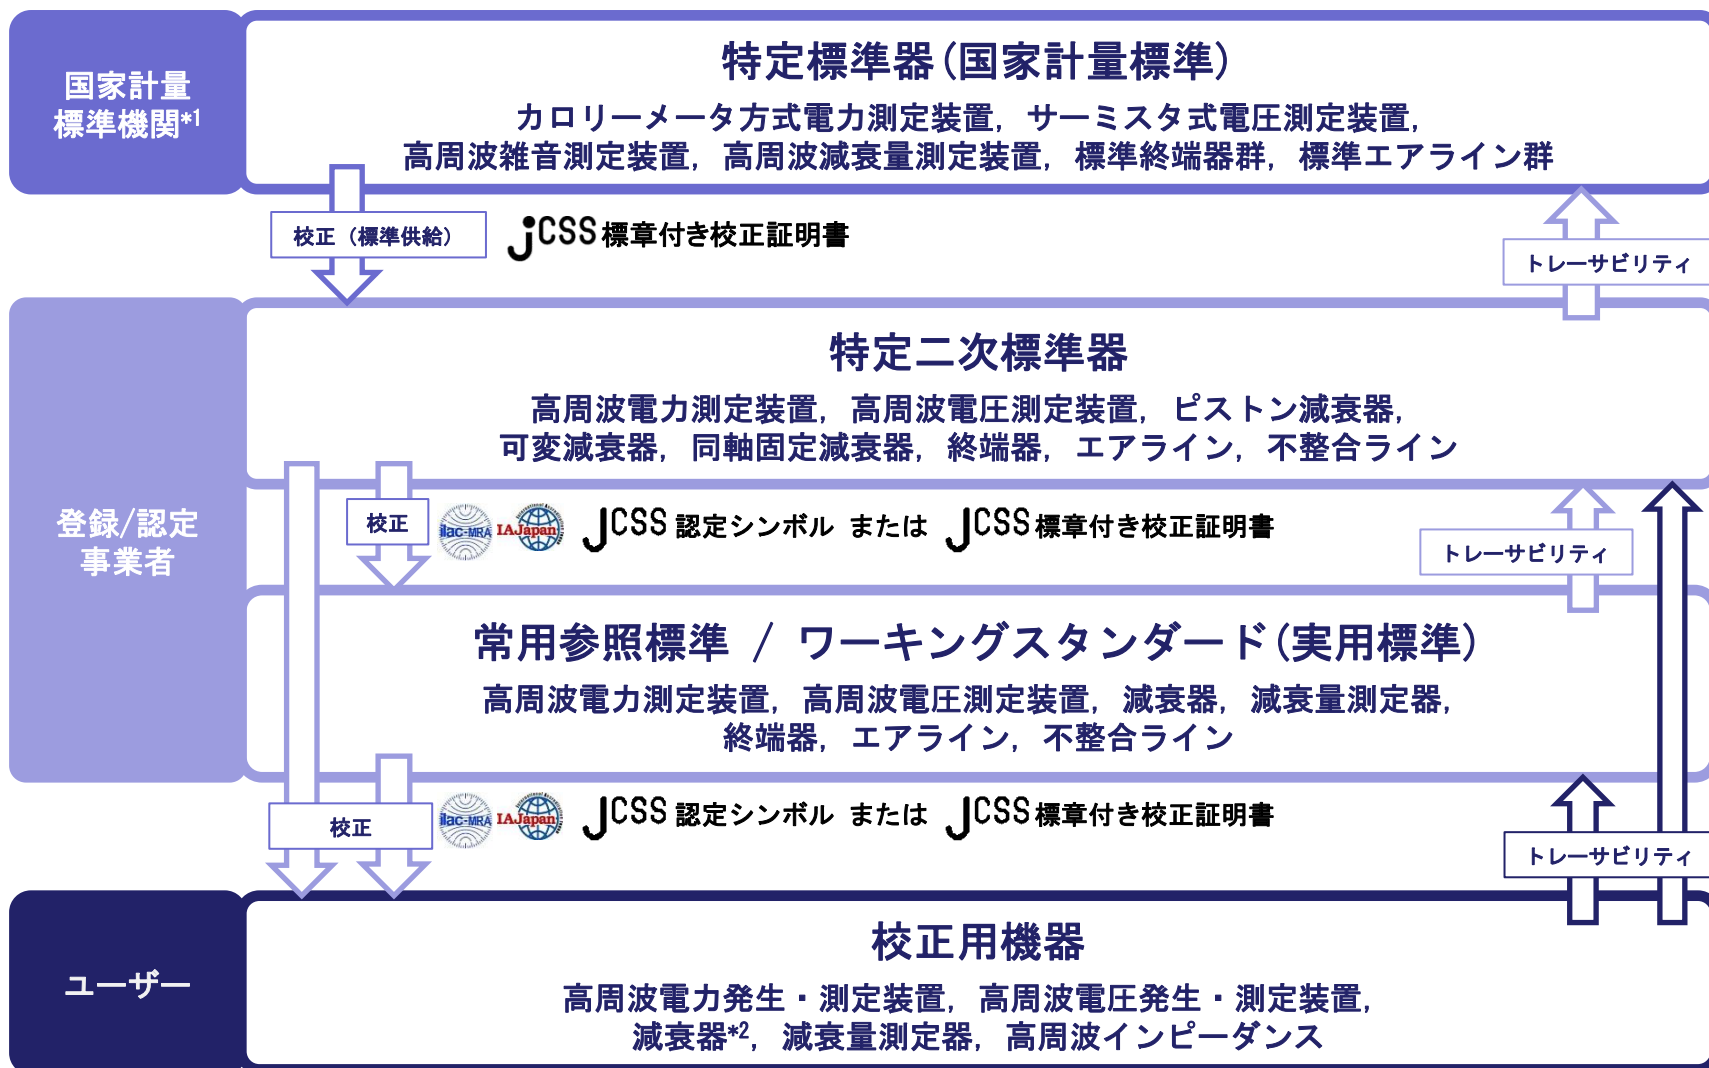 国家計量
標準機関*1
特定標準器(国家計量標準)
カロリーメータ方式電力測定装置, サーミスタ式電圧測定装置,
高周波雑音測定装置, 高周波減衰量測定装置, 標準終端器群, 標準エアライン群
校正（標準供給）
jCSS 標章付き校正証明書
トレーサビリティ
登録/認定
事業者
特定二次標準器
高周波電力測定装置, 高周波電圧測定装置, ピストン減衰器,
可変減衰器, 同軸固定減衰器, 終端器, エアライン, 不整合ライン
校正
ilac-MRA IAJapan JCSS 認定シンボル または JCSS 標章付き校正証明書
トレーサビリティ
常用参照標準 / ワーキングスタンダード(実用標準)
高周波電力測定装置, 高周波電圧測定装置, 減衰器, 減衰量測定器,
終端器, エアライン, 不整合ライン
校正
ilac-MRA IAJapan JCSS 認定シンボル または JCSS 標章付き校正証明書
トレーサビリティ
ユーザー
校正用機器
高周波電力発生・測定装置, 高周波電圧発生・測定装置,
減衰器*2, 減衰量測定器, 高周波インピーダンス